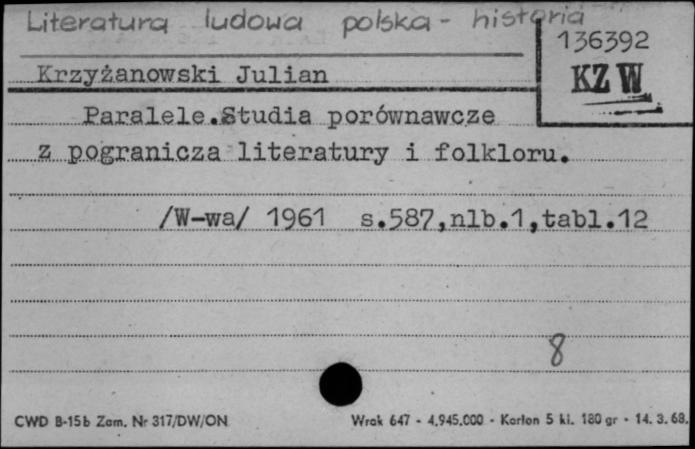 Literatura ludowa polska - historia
136392
Krzyżanowski Julian
KZ W
Paralele.Studia porównawcze
z pogranicza literatury i folkloru.
/W-wa/ 1961 s.587,nlb.1,tabl.12
8
CWD B-15b Zam. Nr 317/DW/ON Wrak 647 - 4.945.000 - Karton 5 kl. 180 gr - 14. 3. 68.